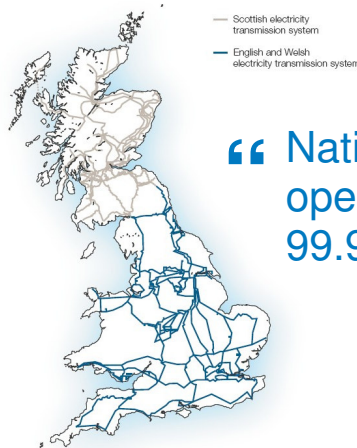 Scottish electricity
transmission system
English and Welsh
electricity transmission system
“ Nati
ope
99.9